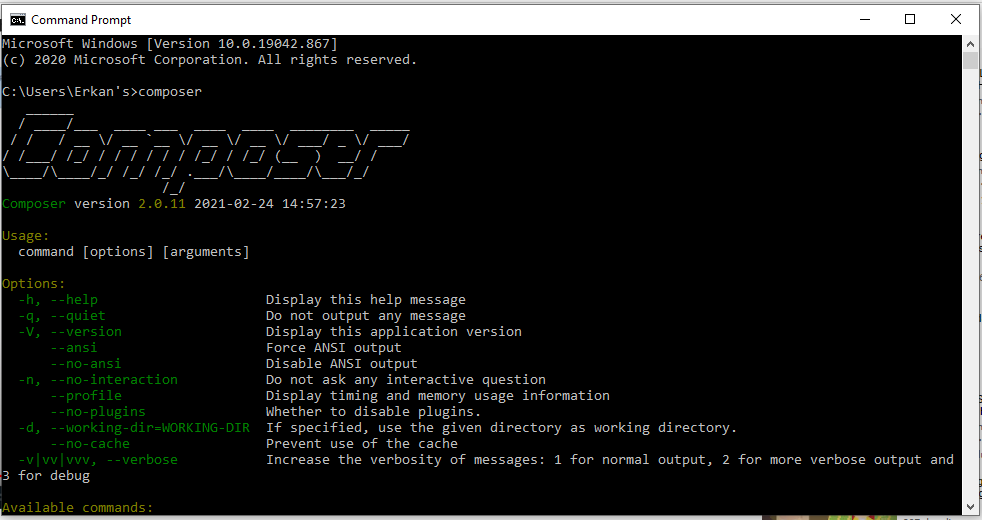 Command Prompt
Microsoft Windows [Version 10.0.19042.867]
(c) 2020 Microsoft Corporation. All rights reserved.
C:\Users\Erkan's>composer
Composer
Composer version 2.0.11 2021-02-24 14:57:23
Usage:
command [options] [arguments]
Options:
-h, --help Display this help message
-q, --quiet Do not output any message
-V, --version Display this application version
--ansi Force ANSI output
--no-ansi Disable ANSI output
-n, --no-interaction Do not ask any interactive question
--profile Display timing and memory usage information
--no-plugins Whether to disable plugins.
-d, --working-dir=WORKING-DIR If specified, use the given directory as working directory.
--no-cache Prevent use of the cache
-v|vv|vvv, --verbose Increase the verbosity of messages: 1 for normal output, 2 for more verbose output and
3 for debug
Available commands: